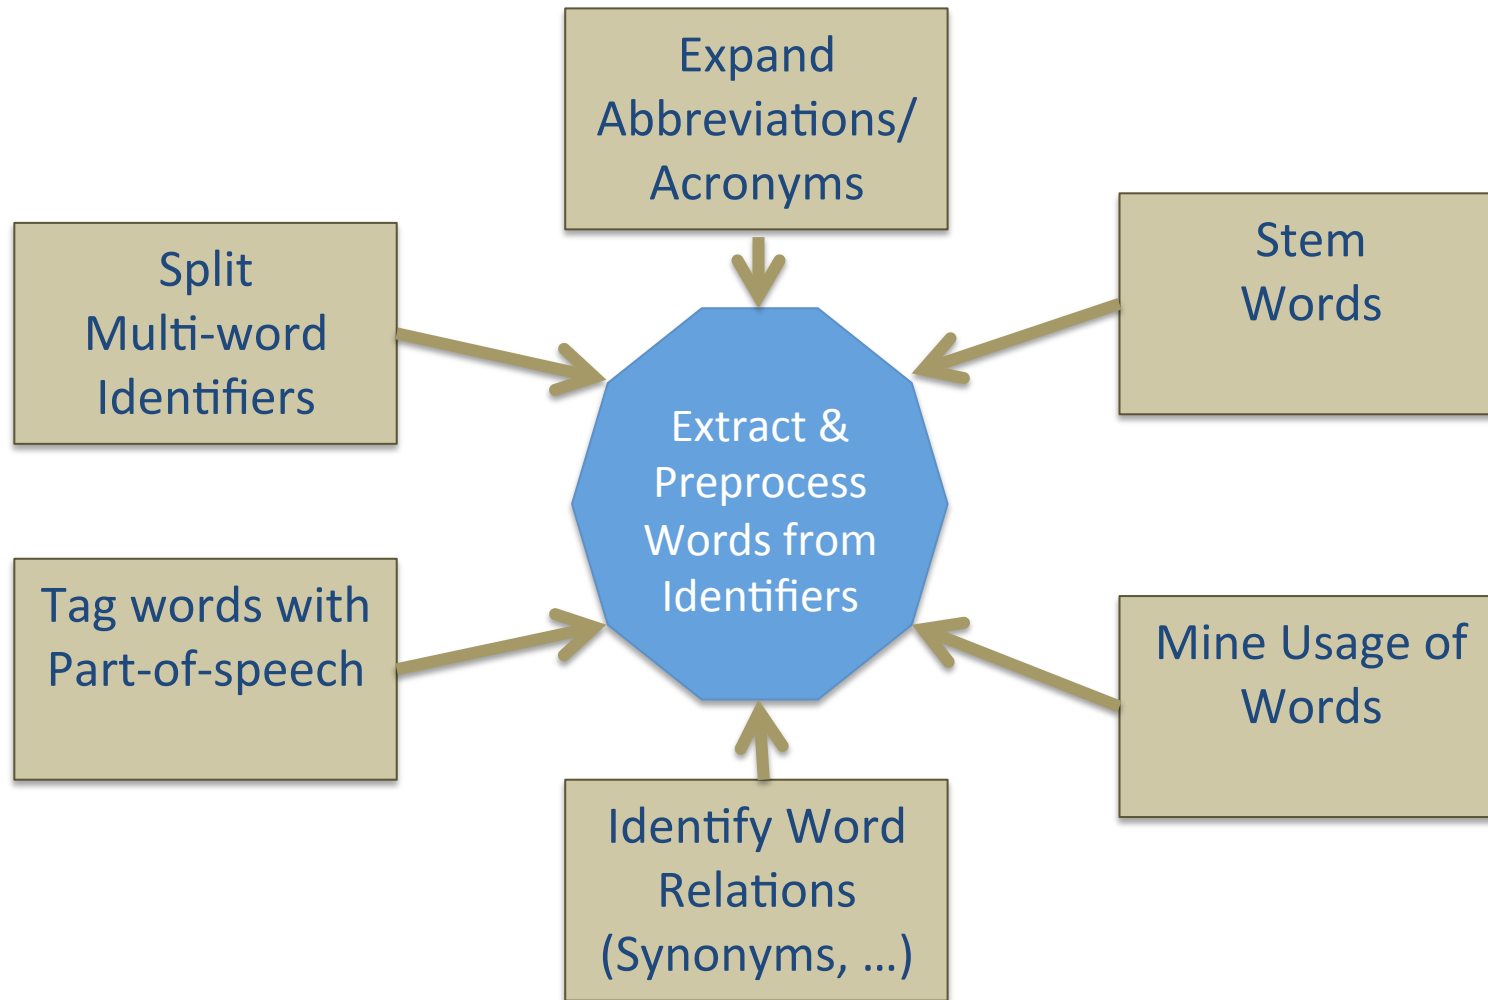 Expand
Abbreviations/
Acronyms
Split
Multi-word
Identifiers
Stem
Words
Extract &
Preprocess
Words from
Identifiers
Tag words with
Part-of-speech
Mine Usage of
Words
Identify Word
Relations
(Synonyms, …)